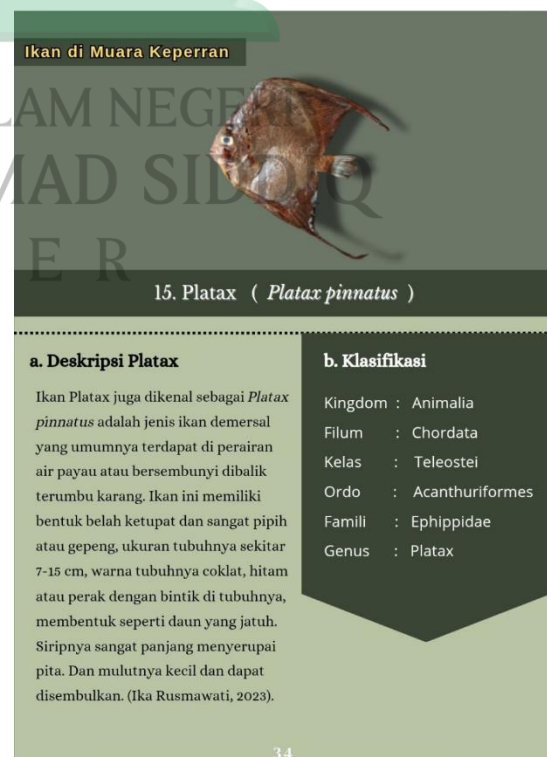 Ikan di Muara Keperran
LAM NEGERI
MAD SIDDIQ
E R
15. Platax ( Platax pinnatus )
a. Deskripsi Platax
Ikan Platax juga dikenal sebagai Platax
pinnatus adalah jenis ikan demersal
yang umumnya terdapat di perairan
air payau atau bersembunyi dibalik
terumbu karang. Ikan ini memiliki
bentuk belah ketupat dan sangat pipih
atau gepeng, ukuran tubuhnya sekitar
7-15 cm, warna tubuhnya coklat, hitam
atau perak dengan bintik di tubuhnya,
membentuk seperti daun yang jatuh.
Siripnya sangat panjang menyerupai
pita. Dan mulutnya kecil dan dapat
disembulkan. (Ika Rusmawati, 2023).
b. Klasifikasi
Kingdom : Animalia
Filum : Chordata
Kelas : Teleostei
Ordo : Acanthuriformes
Famili : Ephippidae
Genus : Platax
34